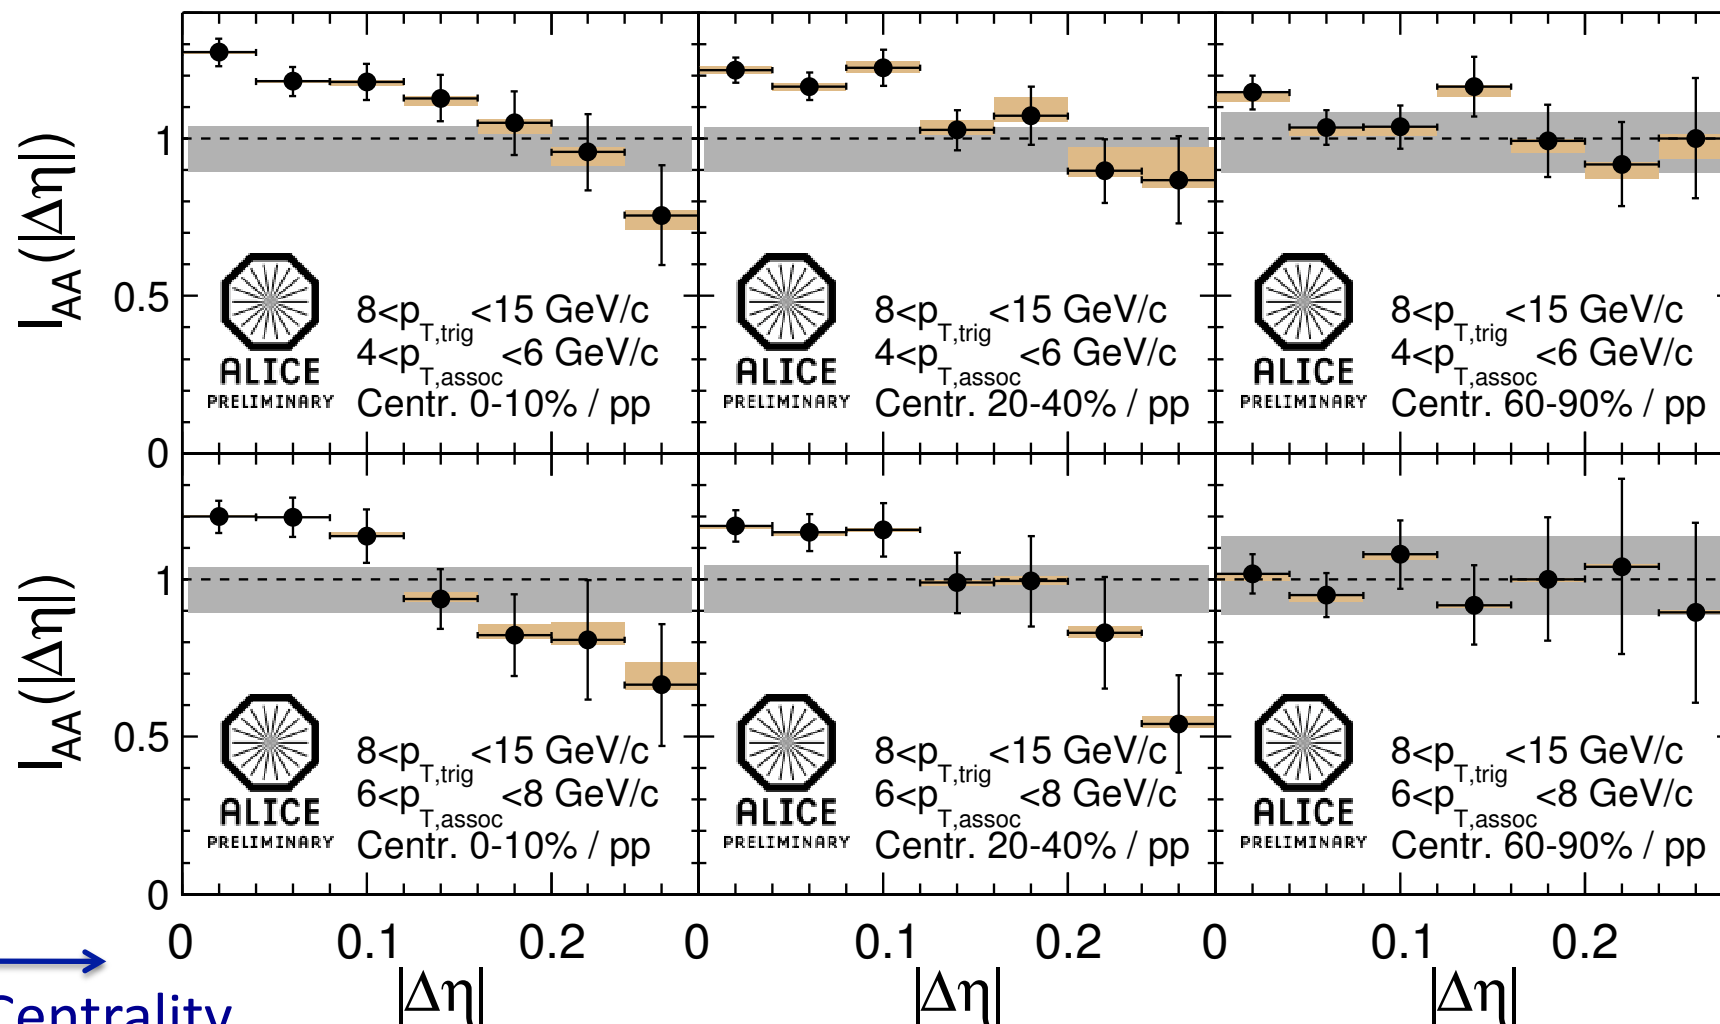 I_AA(|Δη|)
1
0.5
0
ALICE
PRELIMINARY
8<p_T,trig <15 GeV/c
4<p_T,assoc <6 GeV/c
Centr. 0-10% / pp
ALICE
PRELIMINARY
8<p_T,trig <15 GeV/c
4<p_T,assoc <6 GeV/c
Centr. 20-40% / pp
ALICE
PRELIMINARY
8<p_T,trig <15 GeV/c
4<p_T,assoc <6 GeV/c
Centr. 60-90% / pp
I_AA(|Δη|)
1
0.5
0
ALICE
PRELIMINARY
8<p_T,trig <15 GeV/c
6<p_T,assoc <8 GeV/c
Centr. 0-10% / pp
ALICE
PRELIMINARY
8<p_T,trig <15 GeV/c
6<p_T,assoc <8 GeV/c
Centr. 20-40% / pp
ALICE
PRELIMINARY
8<p_T,trig <15 GeV/c
6<p_T,assoc <8 GeV/c
Centr. 60-90% / pp
0 0.1 0.2 0 0.1 0.2 0 0.1 0.2
|Δη| |Δη| |Δη|
Centrality